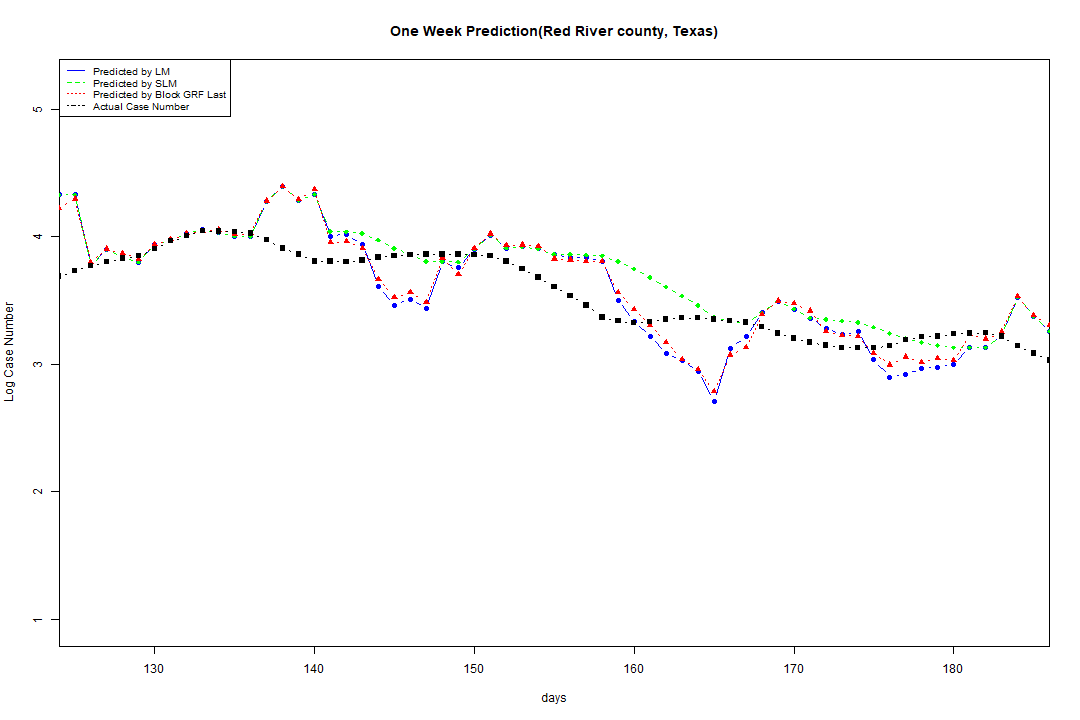 One Week Prediction(Red River county, Texas)
Predicted by LM
Predicted by SLM
Predicted by Block GRF Last
Actual Case Number
5
4
3
2
1
Log Case Number
130 140 150 160 170 180
days